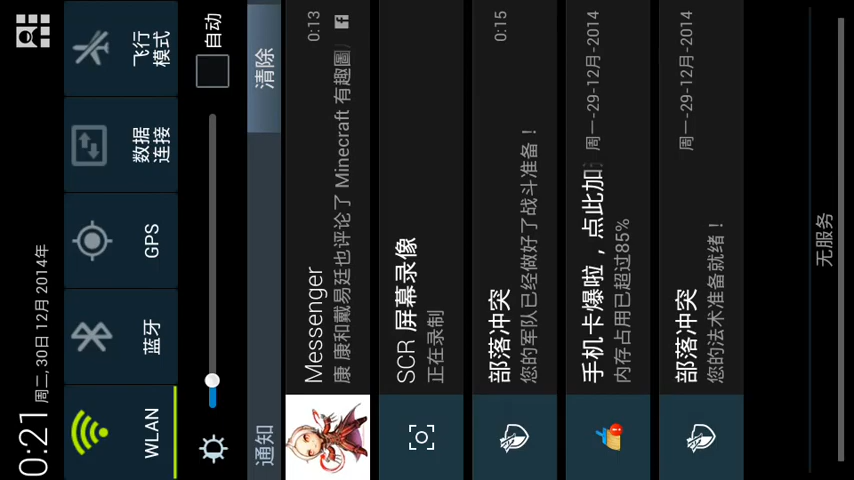 0:21 周二, 30日 12月 2014年
WLAN
蓝牙
GPS
数据
连接
飞行
模式
自动
通知
清除
Messenger
0:13
康 康和戴易廷也评论了 Minecraft 有趣圖
SCR 屏幕录像
正在录制
部落冲突
0:15
您的军队已经做好了战斗准备！
手机卡爆啦，点此加
周一-29-12月-2014
内存占用已超过85%
部落冲突
周一-29-12月-2014
您的法术准备就绪！
无服务